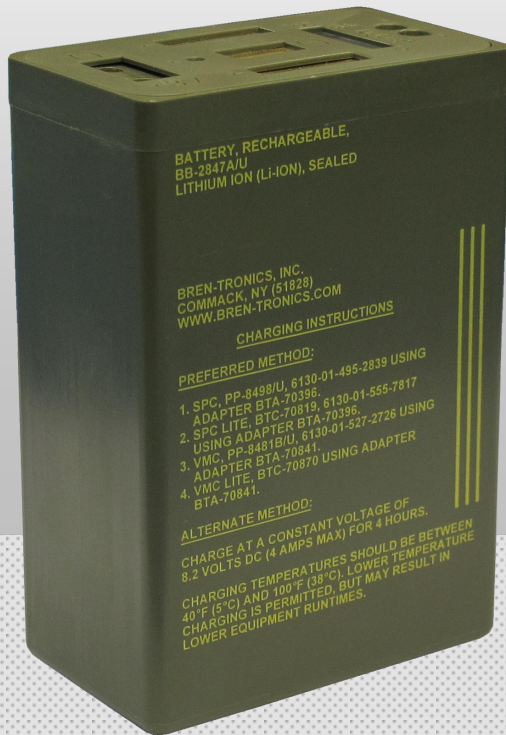 BATTERY, RECHARGEABLE,
BB-2847A/U
LITHIUM ION (Li-ION), SEALED
BREN-TRONICS, INC.
COMMACK, NY (51828)
WWW.BREN-TRONICS.COM
CHARGING INSTRUCTIONS
PREFERRED METHOD:
1. SPC, PP-8498/U, 6130-01-495-2839 USING
ADAPTER BTA-70396.
2. SPC LITE, BTC-70819, 6130-01-555-7817
USING ADAPTER BTA-70396.
3. VMC, PP-8481B/U, 6130-01-527-2726 USING
ADAPTER BTA-70841.
4. VMC LITE, BTC-70870 USING ADAPTER
BTA-70841.
ALTERNATE METHOD:
CHARGE AT A CONSTANT VOLTAGE OF
8.2 VOLTS DC (4 AMPS MAX) FOR 4 HOURS.
CHARGING TEMPERATURES SHOULD BE BETWEEN
40°F (5°C) AND 100°F (38°C). LOWER TEMPERATURE
CHARGING IS PERMITTED, BUT MAY RESULT IN
LOWER EQUIPMENT RUNTIMES.